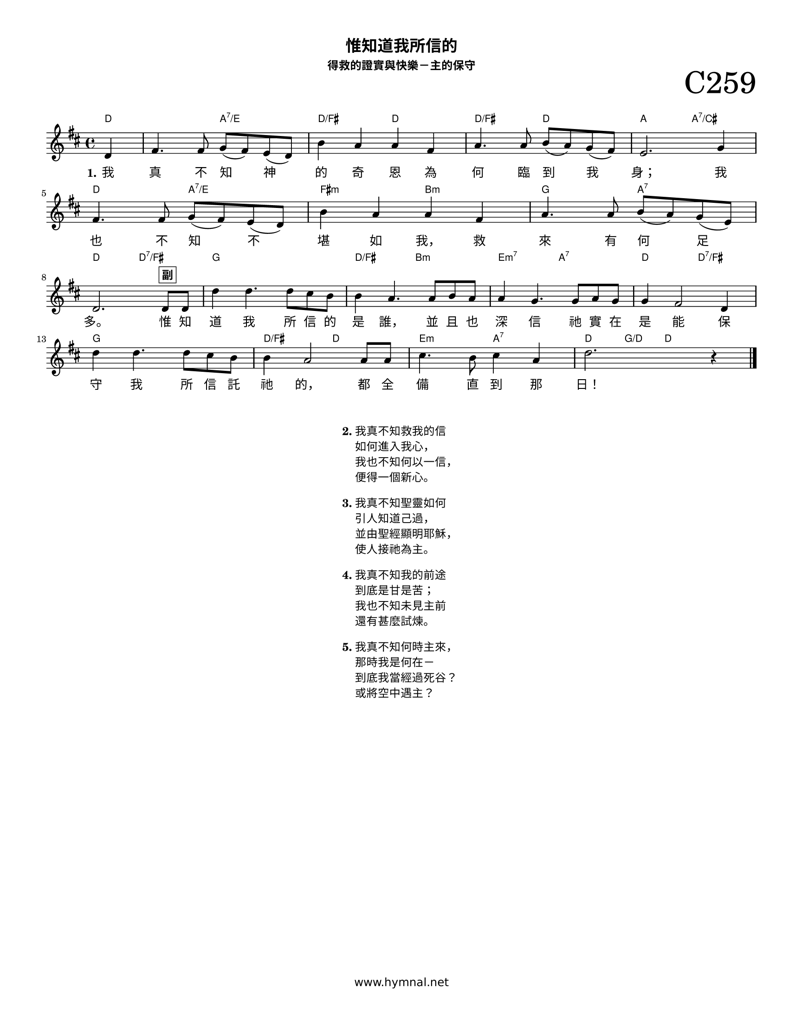 惟知道我所信的
得救的證實與快樂－主的保守
C259
D A7/E D/F♯ D D/F♯ D A A7/C♯
1. 我 真 不 知 神 的 奇 恩 為 何 臨 到 我 身； 我
5 D A7/E F♯m Bm G A7
也 不 知 不 堪 如 我， 救 來 有 何 足
D D7/F♯ G D/F♯ Bm Em7 A7 D D7/F♯
8 副
多。 惟 知 道 我 所 信 的 是 誰， 並 且 也 深 信 祂 實 在 是 能 保
13 G D/F♯ D Em A7 D G/D D
守 我 所 信 託 祂 的， 都 全 備 直 到 那 日！
2. 我真不知救我的信
如何進入我心，
我也不知何以一信，
便得一個新心。
3. 我真不知聖靈如何
引人知道己過，
並由聖經顯明耶穌，
使人接祂為主。
4. 我真不知我的前途
到底是甘是苦；
我也不知未見主前
還有甚麼試煉。
5. 我真不知何時主來，
那時我是何在－
到底我當經過死谷？
或將空中遇主？
www.hymnal.net